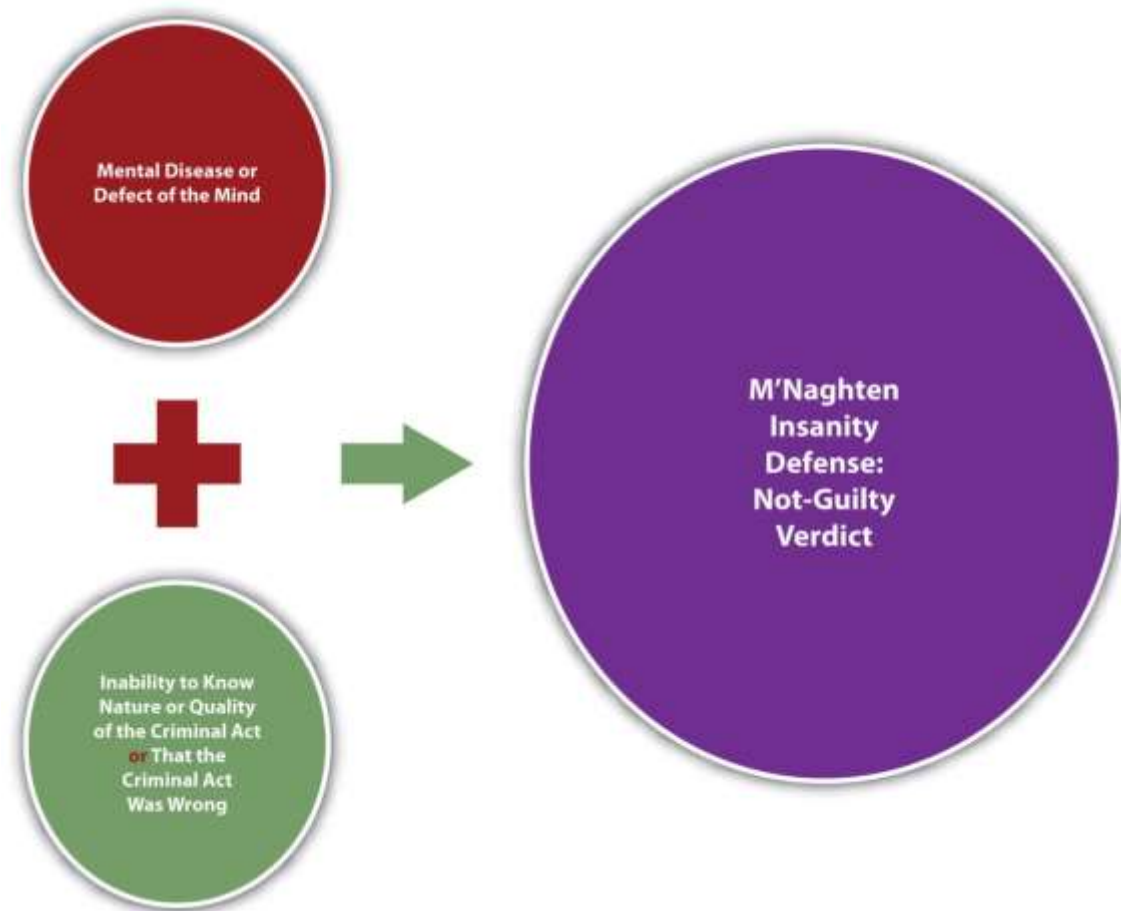 Mental Disease or
Defect of the Mind
Inability to Know
Nature or Quality
of the Criminal Act
or That the
Criminal Act
Was Wrong
M’Naghten
Insanity
Defense:
Not-Guilty
Verdict